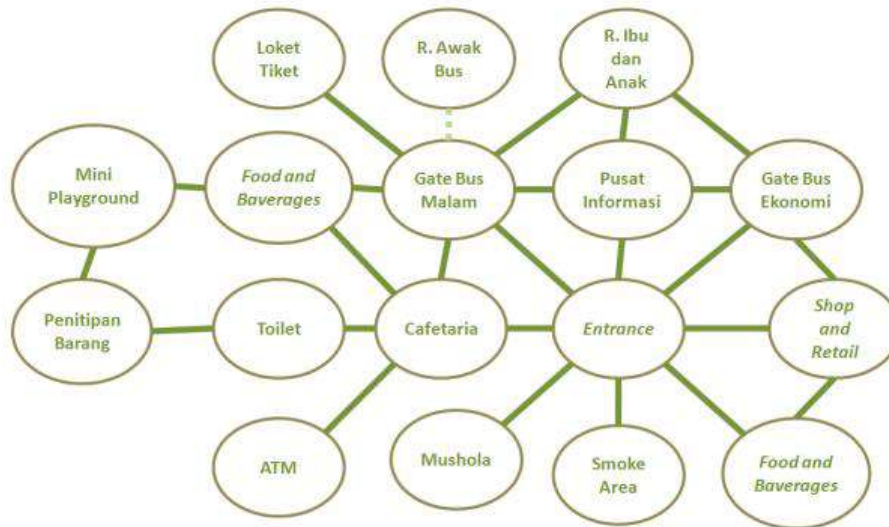 Loket
Tiket
R. Awak
Bus
R. Ibu
dan
Anak
Mini
Playground
Food and
Baverages
Gate Bus
Malam
Pusat
Informasi
Gate Bus
Ekonomi
Penitipan
Barang
Toilet
Cafetaria
Entrance
Shop
and
Retail
ATM
Mushola
Smoke
Area
Food and
Baverages